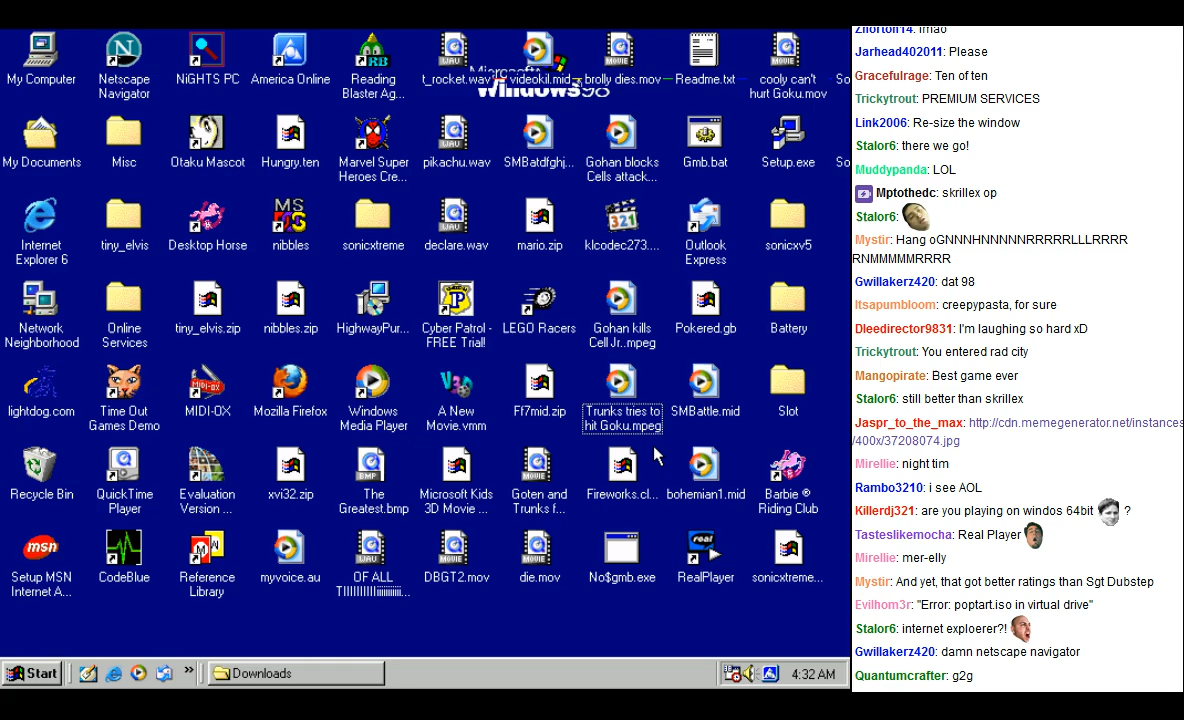 My Computer
Netscape
Navigator
NiGHTS PC
America Online
Reading
Blaster Ag...
t_rocket.wav
videokil.mid
brolly dies.mov
Readme.txt
cooly can't
hurt Goku.mov
So
Windows98
My Documents
Misc
Otaku Mascot
Hungry.ten
Marvel Super
Heroes Cre...
pikachu.wav
SMBatdfghj...
Gohan blocks
Cells attack...
Gmb.bat
Setup.exe
So
Internet
Explorer 6
tiny_elvis
Desktop Horse
nibbles
sonicxtreme
declare.wav
mario.zip
klcodec273....
Outlook
Express
sonicxv5
Network
Neighborhood
Online
Services
tiny_elvis.zip
nibbles.zip
HighwayPur...
Cyber Patrol -
FREE Trial!
LEGO Racers
Gohan kills
Cell Jr..mpeg
Pokered.gb
Battery
lightdog.com
Time Out
Games Demo
MIDI-OX
Mozilla Firefox
Windows
Media Player
A New
Movie.vmm
Ff7mid.zip
Trunks tries to
hit Goku.mpeg
SMBattle.mid
Slot
Recycle Bin
QuickTime
Player
Evaluation
Version ...
xvi32.zip
The
Greatest.bmp
Microsoft Kids
3D Movie ...
Goten and
Trunks f...
Fireworks.cl...
bohemian1.mid
Barbie ®
Riding Club
Setup MSN
Internet A...
CodeBlue
Reference
Library
myvoice.au
OF ALL
TIIIIIIIIIiiiiiiiiiii...
DBGT2.mov
die.mov
No$gmb.exe
RealPlayer
sonicxtreme...
Start
Downloads
4:32 AM
Znorton14: lmao
Jarhead402011: Please
Gracefulrage: Ten of ten
Trickytrout: PREMIUM SERVICES
Link2006: Re-size the window
Stalor6: there we go!
Muddypanda: LOL
Mptothedc: skrillex op
Stalor6:
Mystir: Hang oGNNNHNNNNNRRRRRLLLRRRR
RNMMMMMRRRR
Gwillakerz420: dat 98
Itsapumbloom: creepypasta, for sure
Dleedirector9831: I'm laughing so hard xD
Trickytrout: You entered rad city
Mangopirate: Best game ever
Stalor6: still better than skrillex
Jaspr_to_the_max: http://cdn.memegenerator.net/instances
/400x/37208074.jpg
Mirellie: night tim
Rambo3210: i see AOL
Killerdj321: are you playing on windos 64bit ?
Tasteslikemocha: Real Player
Mirellie: mer-elly
Mystir: And yet, that got better ratings than Sgt Dubstep
Evilhom3r: "Error: poptart.iso in virtual drive"
Stalor6: internet exploerer?!
Gwillakerz420: damn netscape navigator
Quantumcrafter: g2g